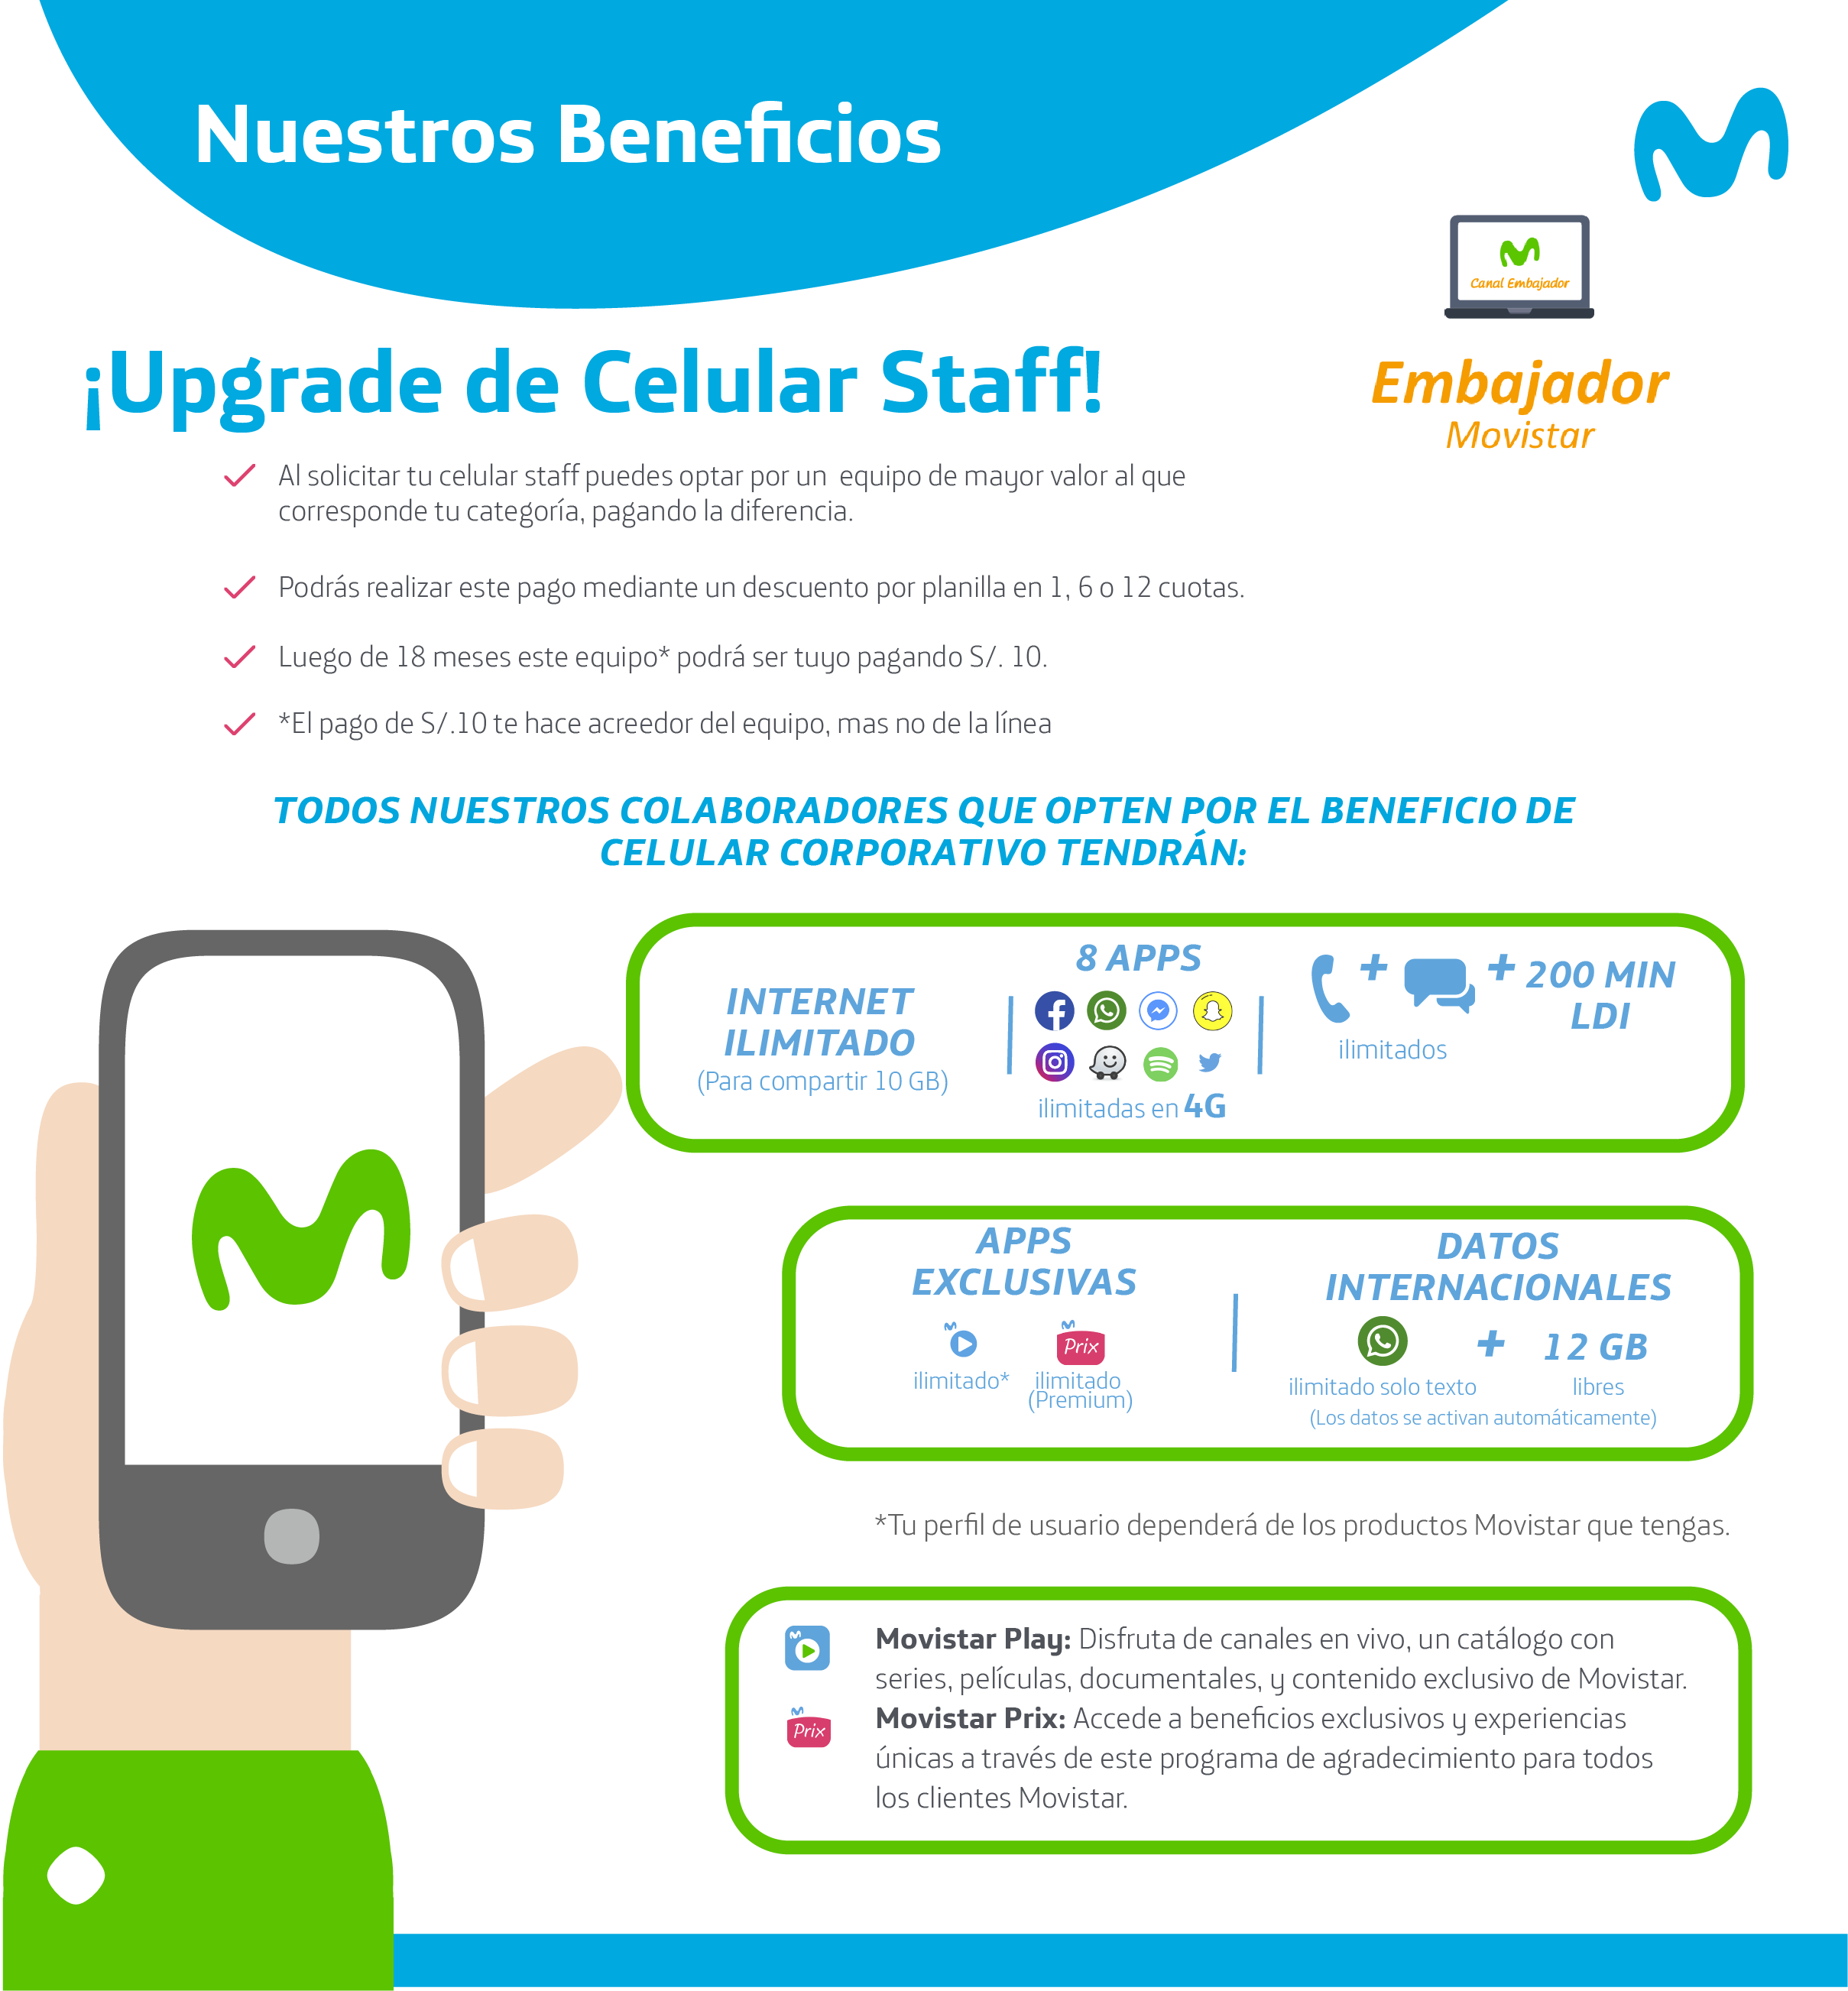 Nuestros Beneficios
Canal Embajador
Embajador
Movistar
¡Upgrade de Celular Staff!
Al solicitar tu celular staff puedes optar por un equipo de mayor valor al que
corresponde tu categoría, pagando la diferencia.
Podrás realizar este pago mediante un descuento por planilla en 1, 6 o 12 cuotas.
Luego de 18 meses este equipo* podrá ser tuyo pagando S/. 10.
*El pago de S/.10 te hace acreedor del equipo, mas no de la línea
TODOS NUESTROS COLABORADORES QUE OPTEN POR EL BENEFICIO DE
CELULAR CORPORATIVO TENDRÁN:
INTERNET
ILIMITADO
(Para compartir 10 GB)
8 APPS
ilimitadas en 4G
+ + 200 MIN
LDI
ilimitados
APPS
EXCLUSIVAS
Prix
ilimitado*
ilimitado
(Premium)
DATOS
INTERNACIONALES
+ 12 GB
ilimitado solo texto
libres
(Los datos se activan automáticamente)
*Tu perfil de usuario dependerá de los productos Movistar que tengas.
Movistar Play: Disfruta de canales en vivo, un catálogo con
series, películas, documentales, y contenido exclusivo de Movistar.
Prix
Movistar Prix: Accede a beneficios exclusivos y experiencias
únicas a través de este programa de agradecimiento para todos
los clientes Movistar.